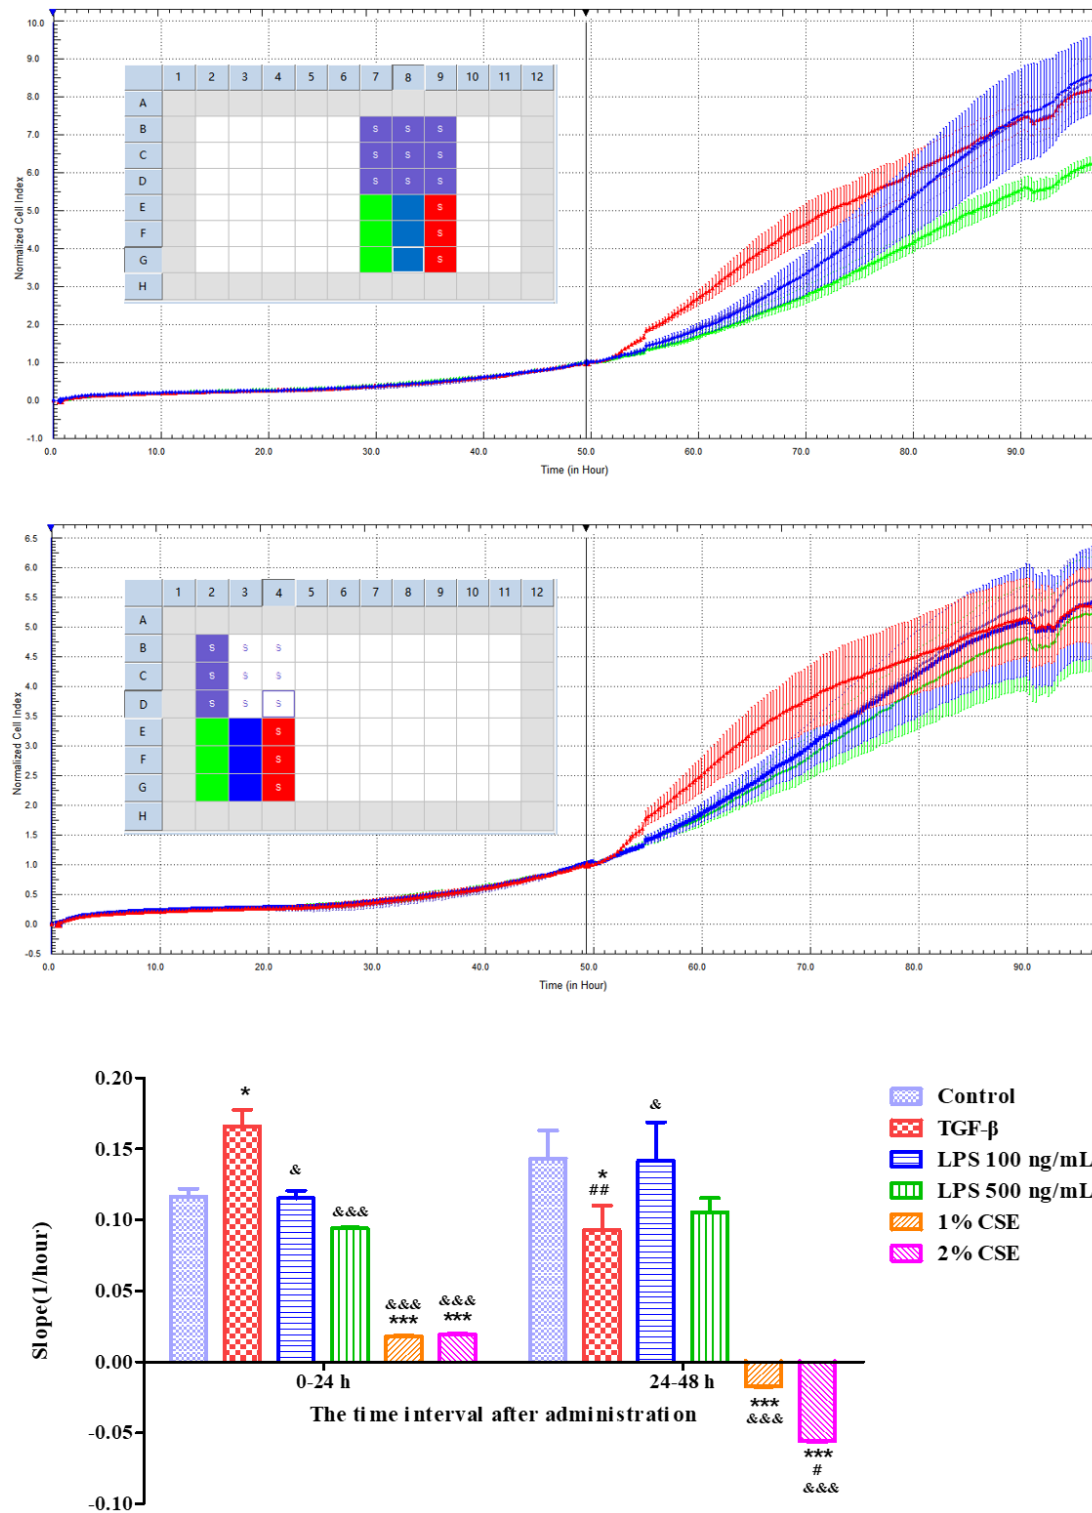 10.0
9.0
8.0
7.0
6.0
5.0
4.0
3.0
2.0
1.0
0.0
-1.0
Normalized Cell Index
1 2 3 4 5 6 7 8 9 10 11 12
A
B S S S
C S S S
D S S S
E S
F S
G S
H
0.0 10.0 20.0 30.0 40.0 50.0 60.0 70.0 80.0 90.0
Time (in Hour)
6.5
6.0
5.5
5.0
4.5
4.0
3.5
3.0
2.5
2.0
1.5
1.0
0.5
0.0
-0.5
Normalized Cell Index
1 2 3 4 5 6 7 8 9 10 11 12
A
B S S S
C S S S
D S S S
E S
F S
G S
H
0.0 10.0 20.0 30.0 40.0 50.0 60.0 70.0 80.0 90.0
Time (in Hour)
0.20
0.15
0.10
0.05
0.00
-0.05
-0.10
Slope(1/hour)
*
&
&&&
&&&
***
&&&
***
*
##
&
***
&&&
***
#
&&&
0-24 h 24-48 h
The time interval after administration
Control
TGF-β
LPS 100 ng/mL
LPS 500 ng/mL
1% CSE
2% CSE